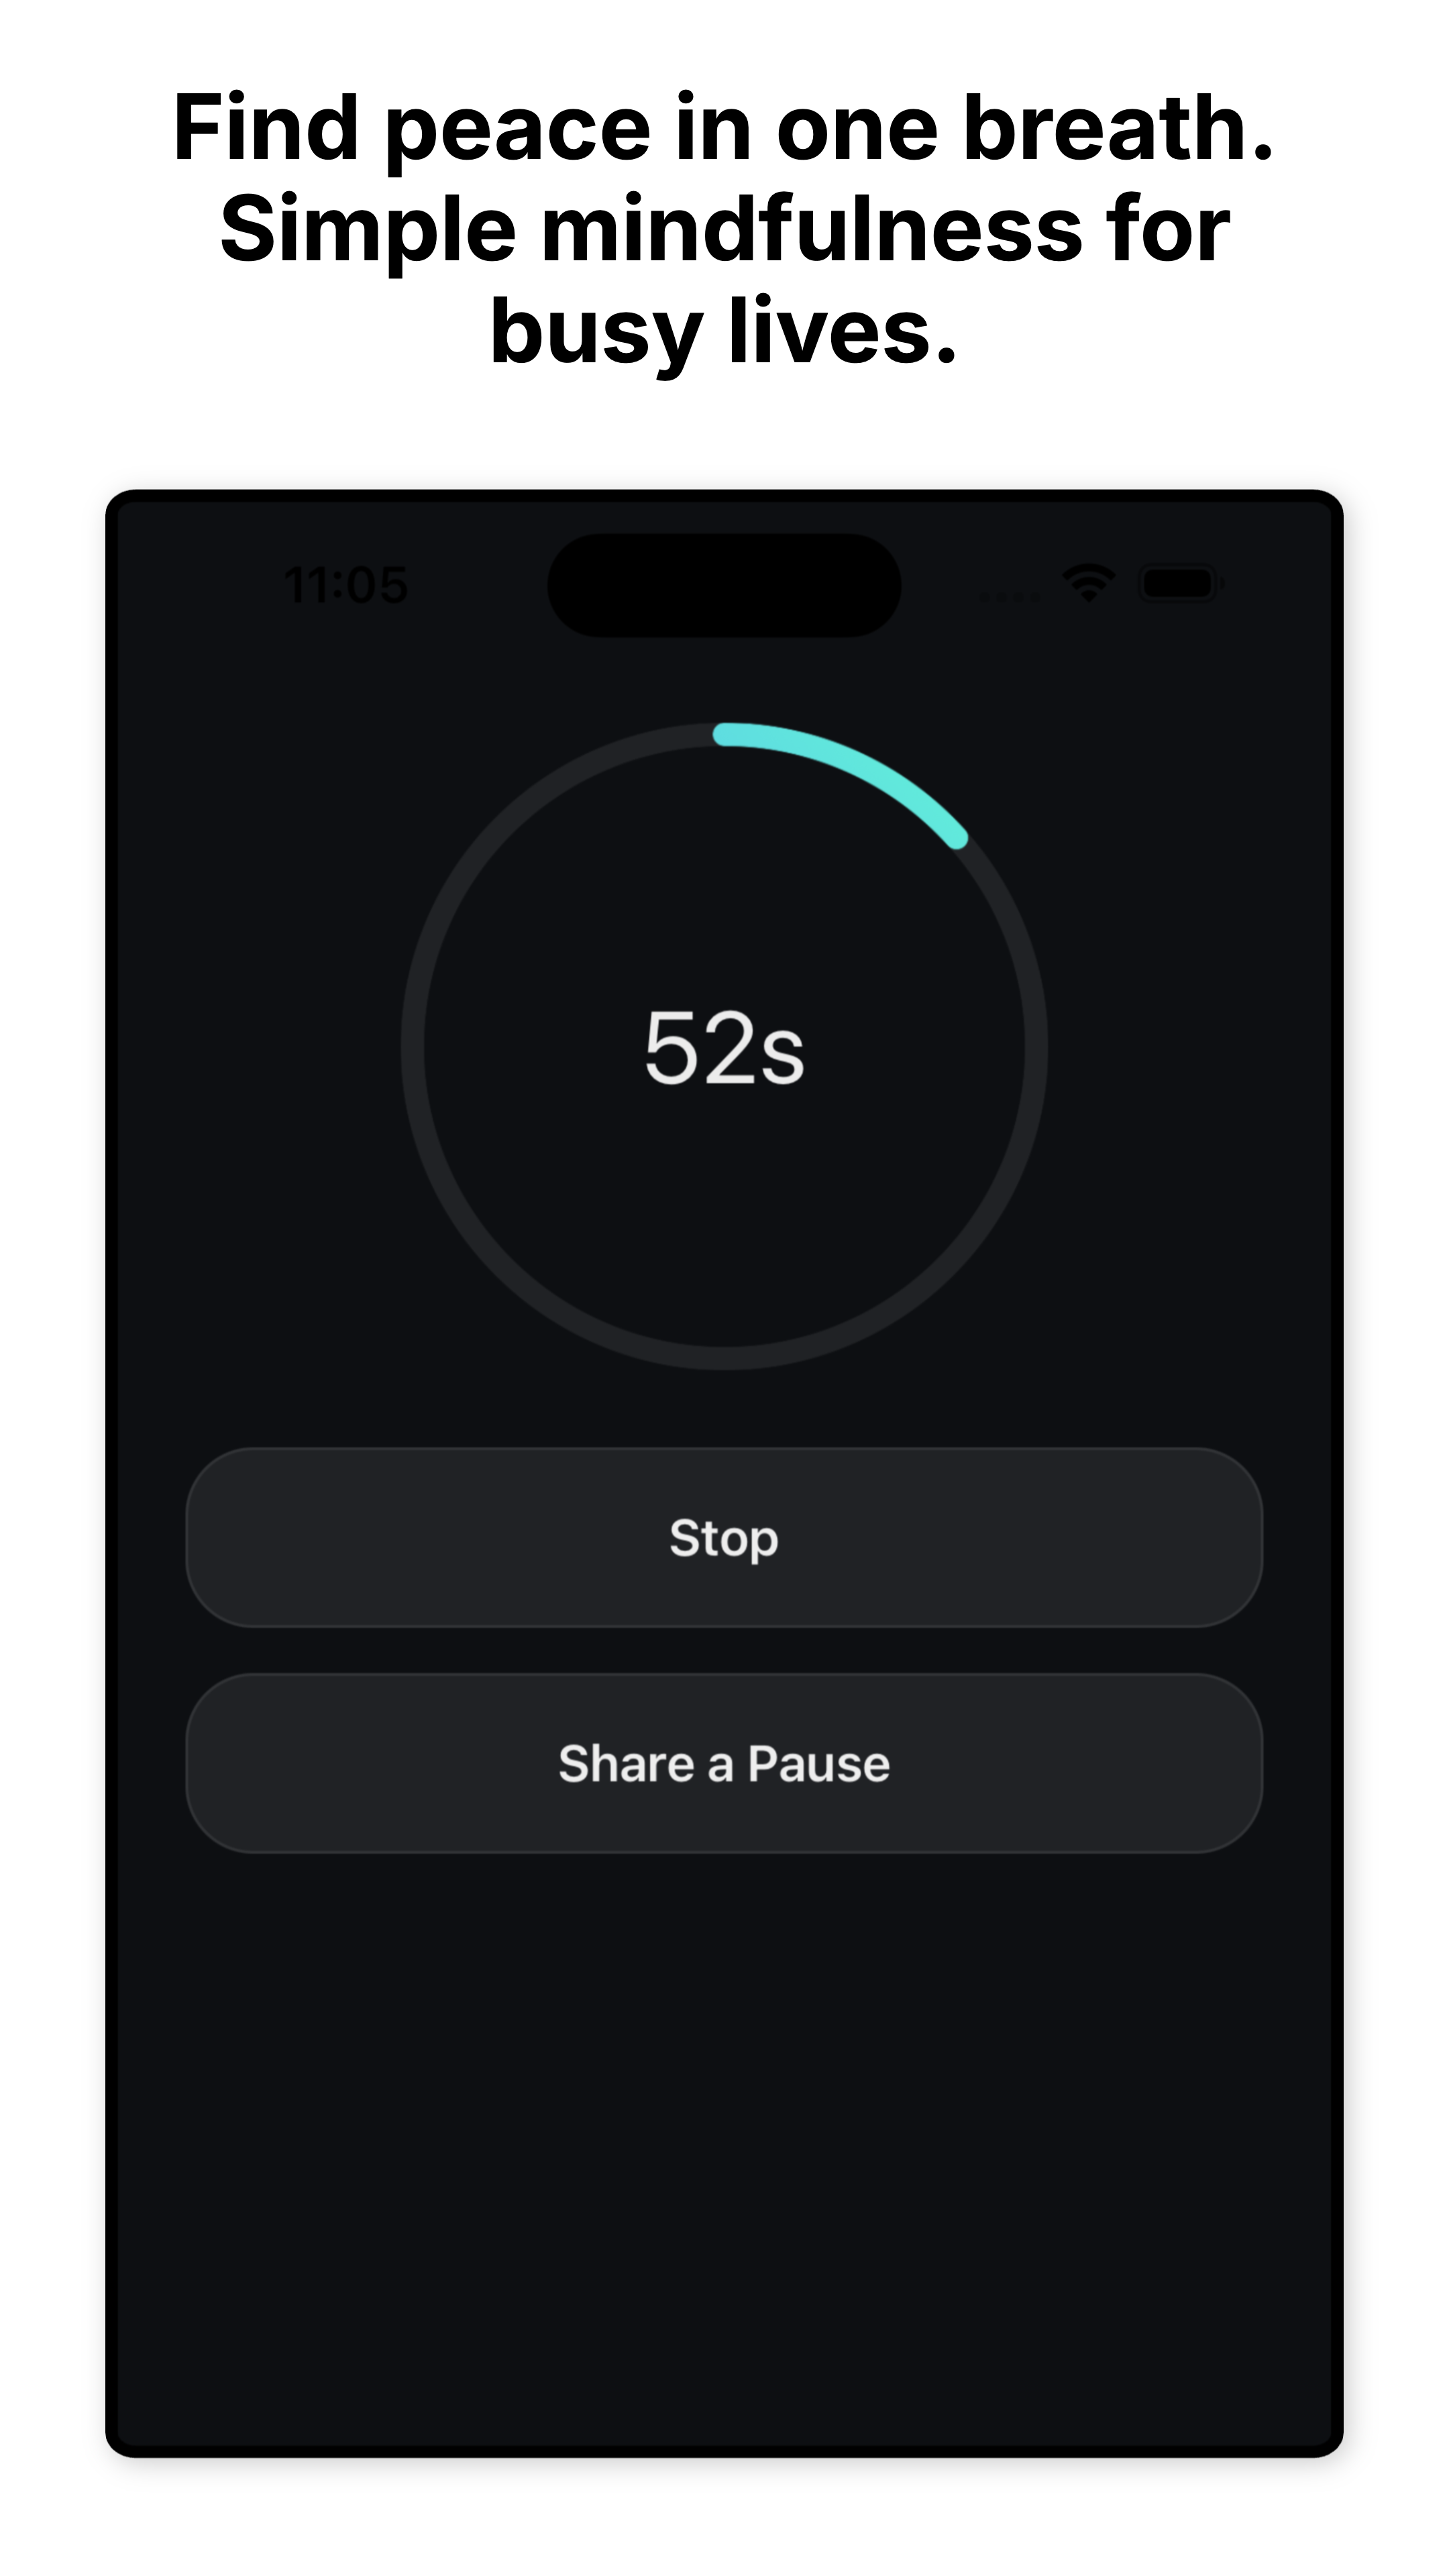 Find peace in one breath.
Simple mindfulness for
busy lives.
11:05
52s
Stop
Share a Pause